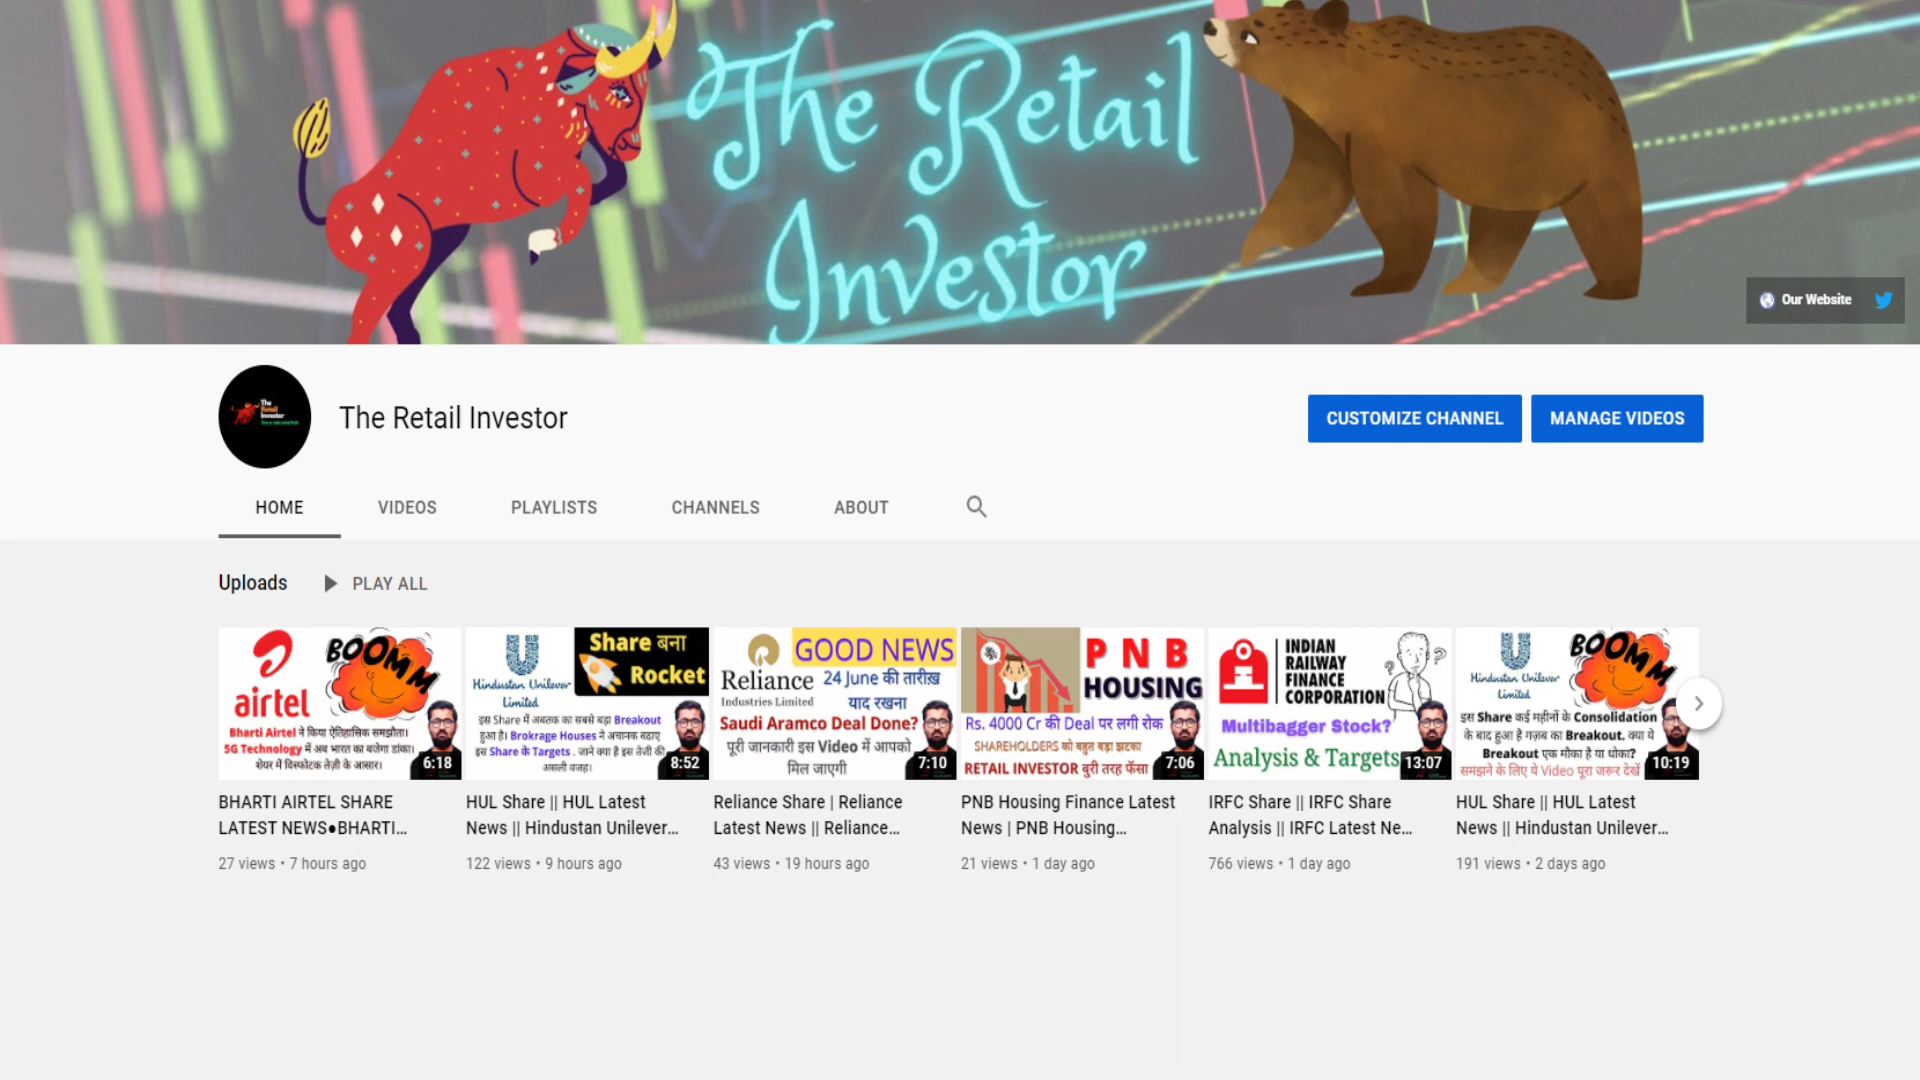 The Retail
Investor
Our Website
The
Retail
Investor
The Retail Investor
CUSTOMIZE CHANNEL
MANAGE VIDEOS
HOME
VIDEOS
PLAYLISTS
CHANNELS
ABOUT
Uploads
PLAY ALL
airtel
BOOMM
Bharti Airtel ने किया ऐतिहासिक समझौता।
5G Technology में अब भारत का बजेगा डंका।
शेयर में विस्फोटक तेज़ी के आसार।
6:18
BHARTI AIRTEL SHARE
LATEST NEWS●BHARTI...
27 views • 7 hours ago
Hindustan Unilever
Limited
Share बना
Rocket
इस Share में अबतक का सबसे बड़ा Breakout
हुआ है। Brokrage Houses ने अचानक बढाए
इस Share के Targets . जाने क्या है इस तेजी की
असली वजह।
8:52
HUL Share || HUL Latest
News || Hindustan Unilever...
122 views • 9 hours ago
Reliance
Industries Limited
GOOD NEWS
24 June की तारीख़
याद रखना
Saudi Aramco Deal Done?
पूरी जानकारी इस Video में आपको
मिल जाएगी
7:10
Reliance Share | Reliance
Latest News || Reliance...
43 views • 19 hours ago
P N B
HOUSING
Rs. 4000 Cr की Deal पर लगी रोक
SHAREHOLDERS को बहुत बड़ा झटका
RETAIL INVESTOR बुरी तरह फँसा
7:06
PNB Housing Finance Latest
News | PNB Housing...
21 views • 1 day ago
INDIAN
RAILWAY
FINANCE
CORPORATION
Multibagger Stock?
Analysis & Targets
13:07
IRFC Share || IRFC Share
Analysis || IRFC Latest Ne...
766 views • 1 day ago
Hindustan Unilever
Limited
BOOMM
इस Share कई महीनों के Consolidation
के बाद हुआ है गज़ब का Breakout. क्या ये
Breakout एक मौका है या धोका?
समझने के लिए ये Video पूरा जरूर देखें
10:19
HUL Share || HUL Latest
News || Hindustan Unilever...
191 views • 2 days ago